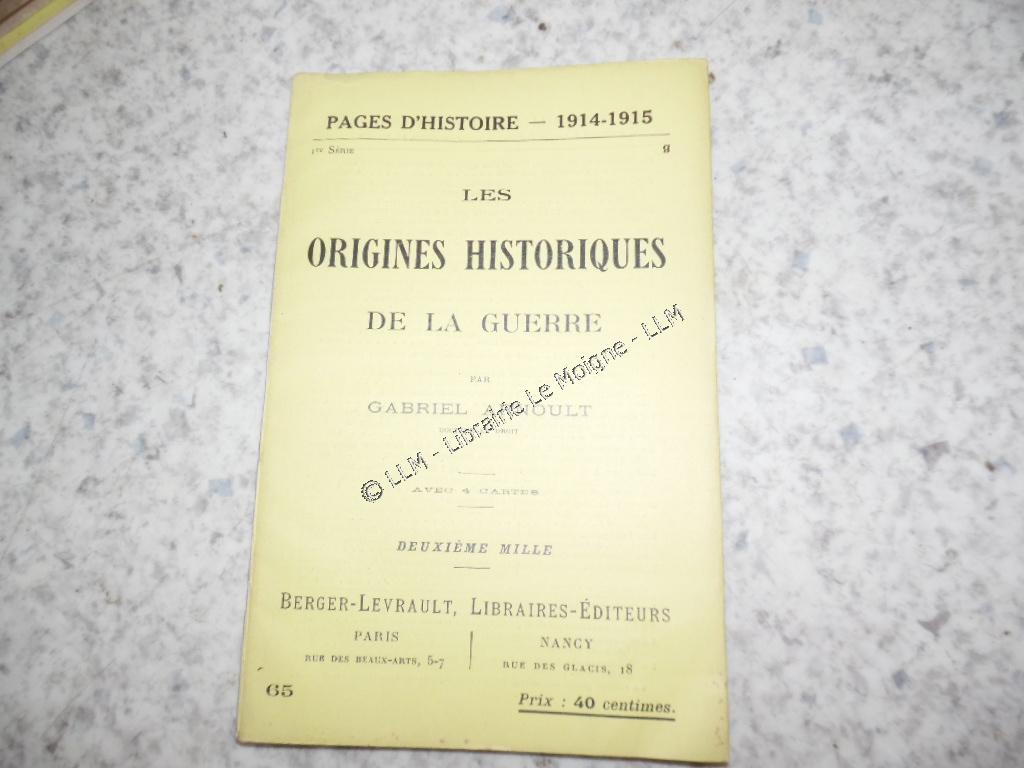 PAGES D'HISTOIRE — 1914-1915
1re SÉRIE
LES
ORIGINES HISTORIQUES
DE LA GUERRE
PAR
GABRIEL ARNOULT
DROIT
AVEC 4 CARTES
DEUXIÈME MILLE
BERGER-LEVRAULT, LIBRAIRES-ÉDITEURS
PARIS
RUE DES BEAUX-ARTS, 5-7
NANCY
RUE DES GLACIS, 18
65
Prix : 40 centimes.
© LLM - Librairie Le Moigne - LLM